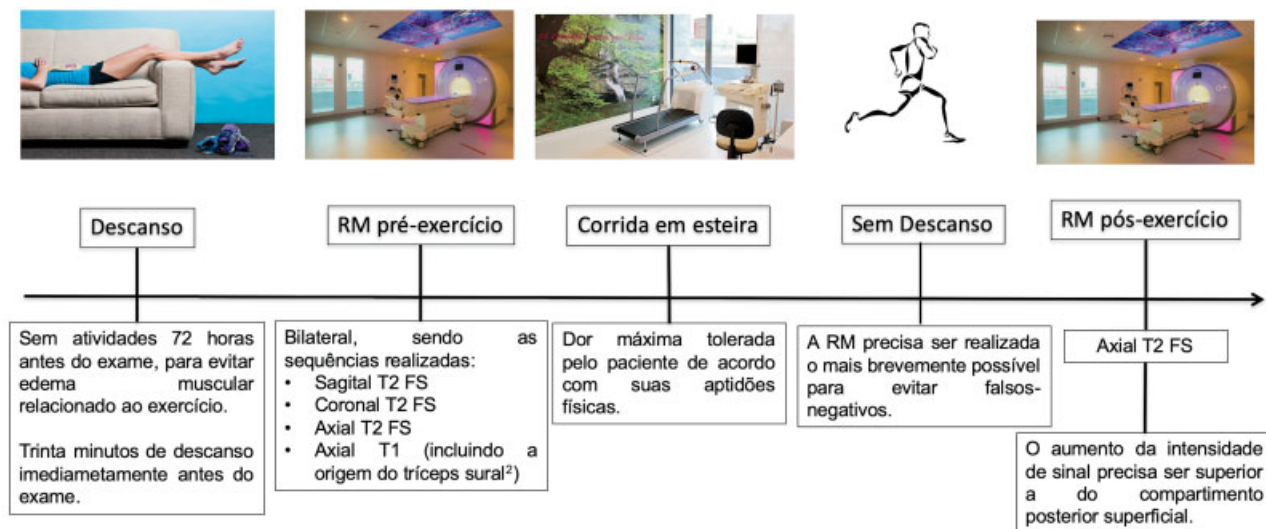 Descanso
RM pré-exercício
Corrida em esteira
Sem Descanso
RM pós-exercício
Sem atividades 72 horas
antes do exame, para evitar
edema muscular
relacionado ao exercício.
Trinta minutos de descanso
imediametamente antes do
exame.
Bilateral, sendo as
sequências realizadas:
• Sagital T2 FS
• Coronal T2 FS
• Axial T2 FS
• Axial T1 (incluindo a
origem do tríceps sural²)
Dor máxima tolerada
pelo paciente de acordo
com suas aptidões
físicas.
A RM precisa ser realizada
o mais brevemente possível
para evitar falsos-
negativos.
Axial T2 FS
O aumento da intensidade
de sinal precisa ser superior
a do compartimento
posterior superficial.